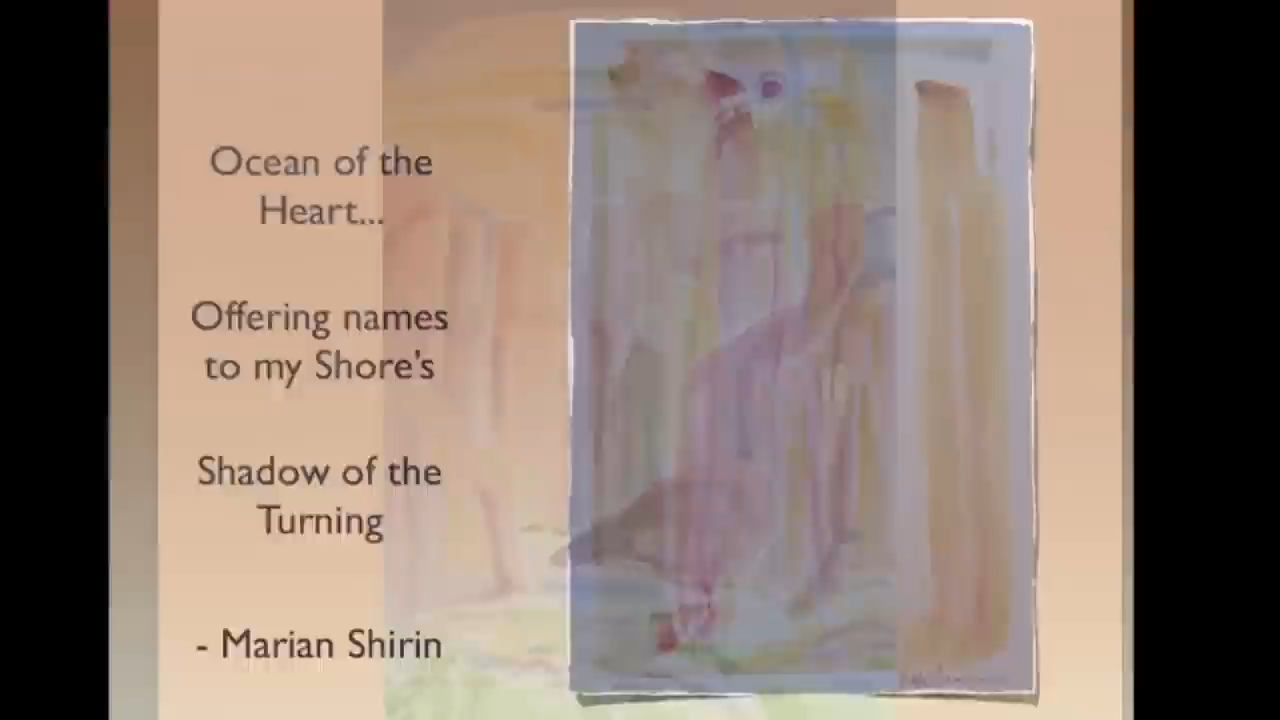 Ocean of the
Heart...
Offering names
to my Shore's
Shadow of the
Turning
- Marian Shirin